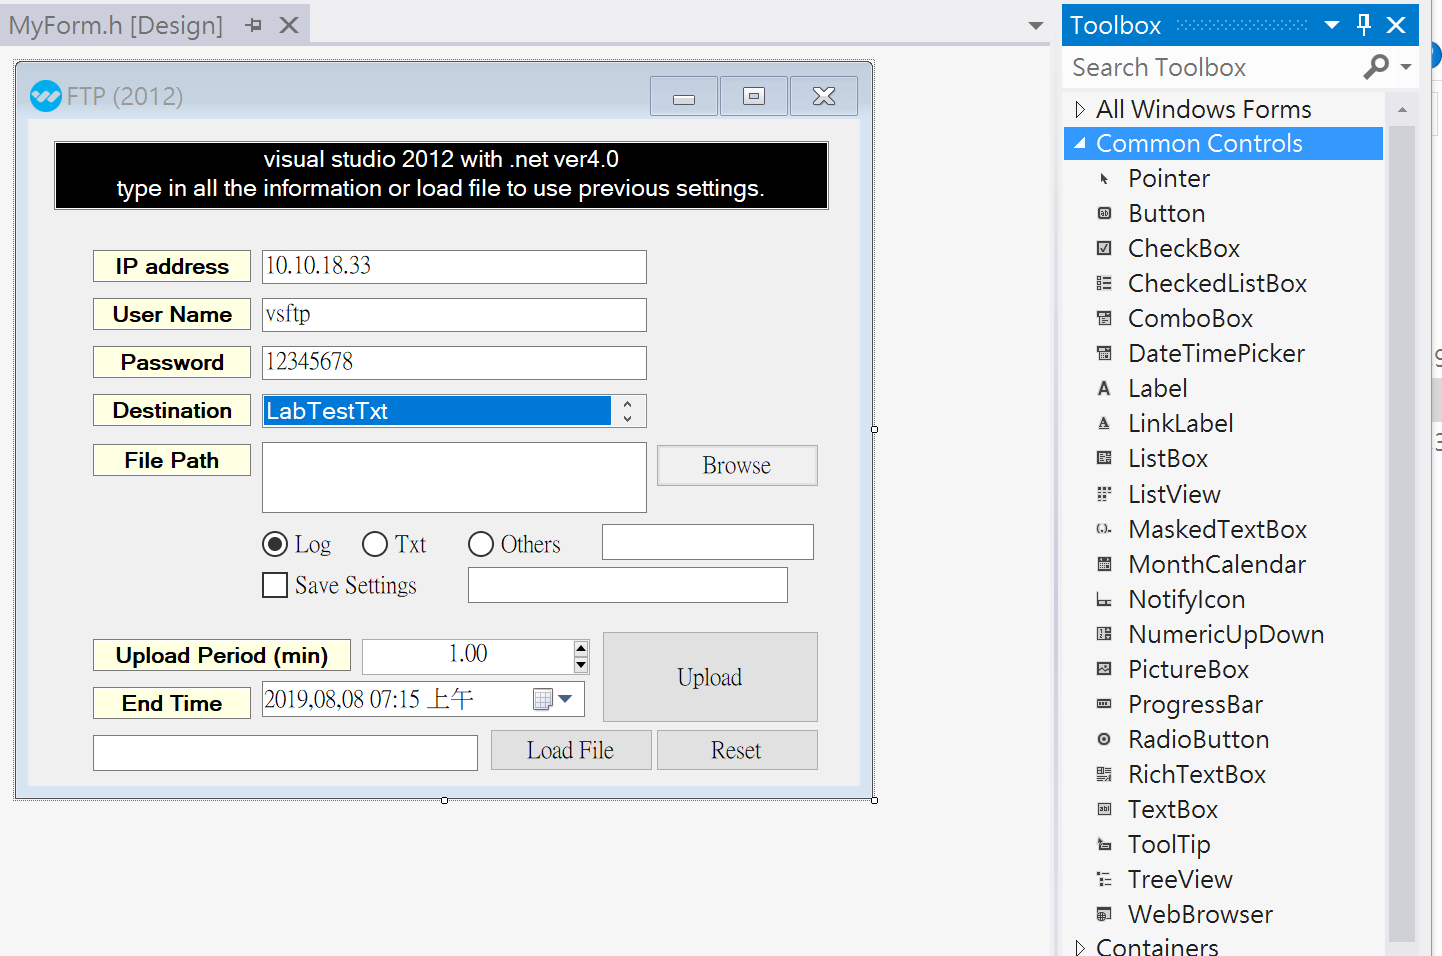 MyForm.h [Design]
FTP (2012)
visual studio 2012 with .net ver4.0
type in all the information or load file to use previous settings.
IP address
10.10.18.33
User Name
vsftp
Password
12345678
Destination
LabTestTxt
File Path
Browse
Log
Txt
Others
Save Settings
Upload Period (min)
1.00
Upload
End Time
2019,08,08 07:15 上午
Load File
Reset
Toolbox
Search Toolbox
All Windows Forms
Common Controls
Pointer
Button
CheckBox
CheckedListBox
ComboBox
DateTimePicker
Label
LinkLabel
ListBox
ListView
MaskedTextBox
MonthCalendar
NotifyIcon
NumericUpDown
PictureBox
ProgressBar
RadioButton
RichTextBox
TextBox
ToolTip
TreeView
WebBrowser
Containers